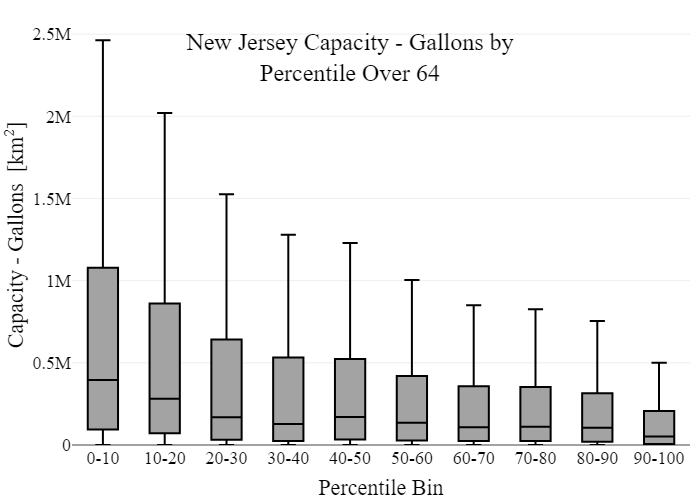 New Jersey Capacity - Gallons by
Percentile Over 64
Capacity - Gallons [km²]
2.5M
2M
1.5M
1M
0.5M
0
0-10 10-20 20-30 30-40 40-50 50-60 60-70 70-80 80-90 90-100
Percentile Bin